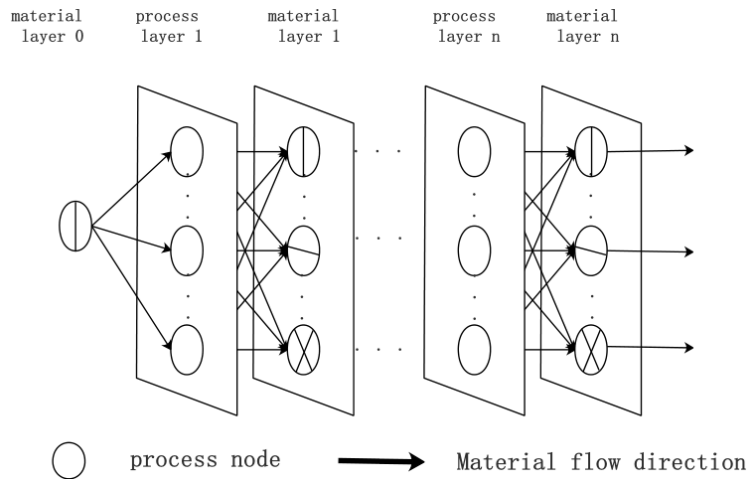 material layer 0
process layer 1
material layer 1
process layer n
material layer n
process node
Material flow direction